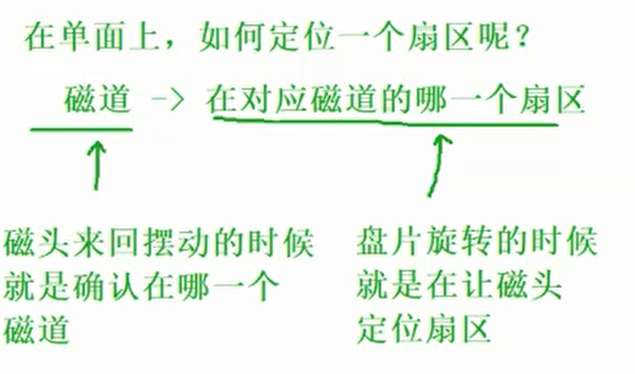 在单面上，如何定位一个扇区呢？
磁道 -> 在对应磁道的哪一个扇区
磁头来回摆动的时候
就是确认在哪一个
磁道
盘片旋转的时候
就是在让磁头
定位扇区